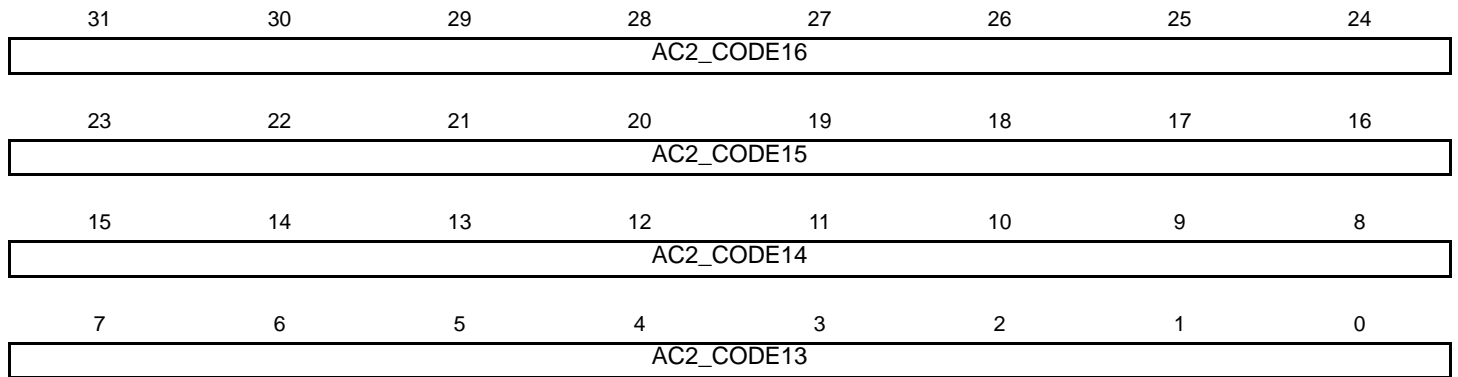 31 30 29 28 27 26 25 24
AC2_CODE16
23 22 21 20 19 18 17 16
AC2_CODE15
15 14 13 12 11 10 9 8
AC2_CODE14
7 6 5 4 3 2 1 0
AC2_CODE13